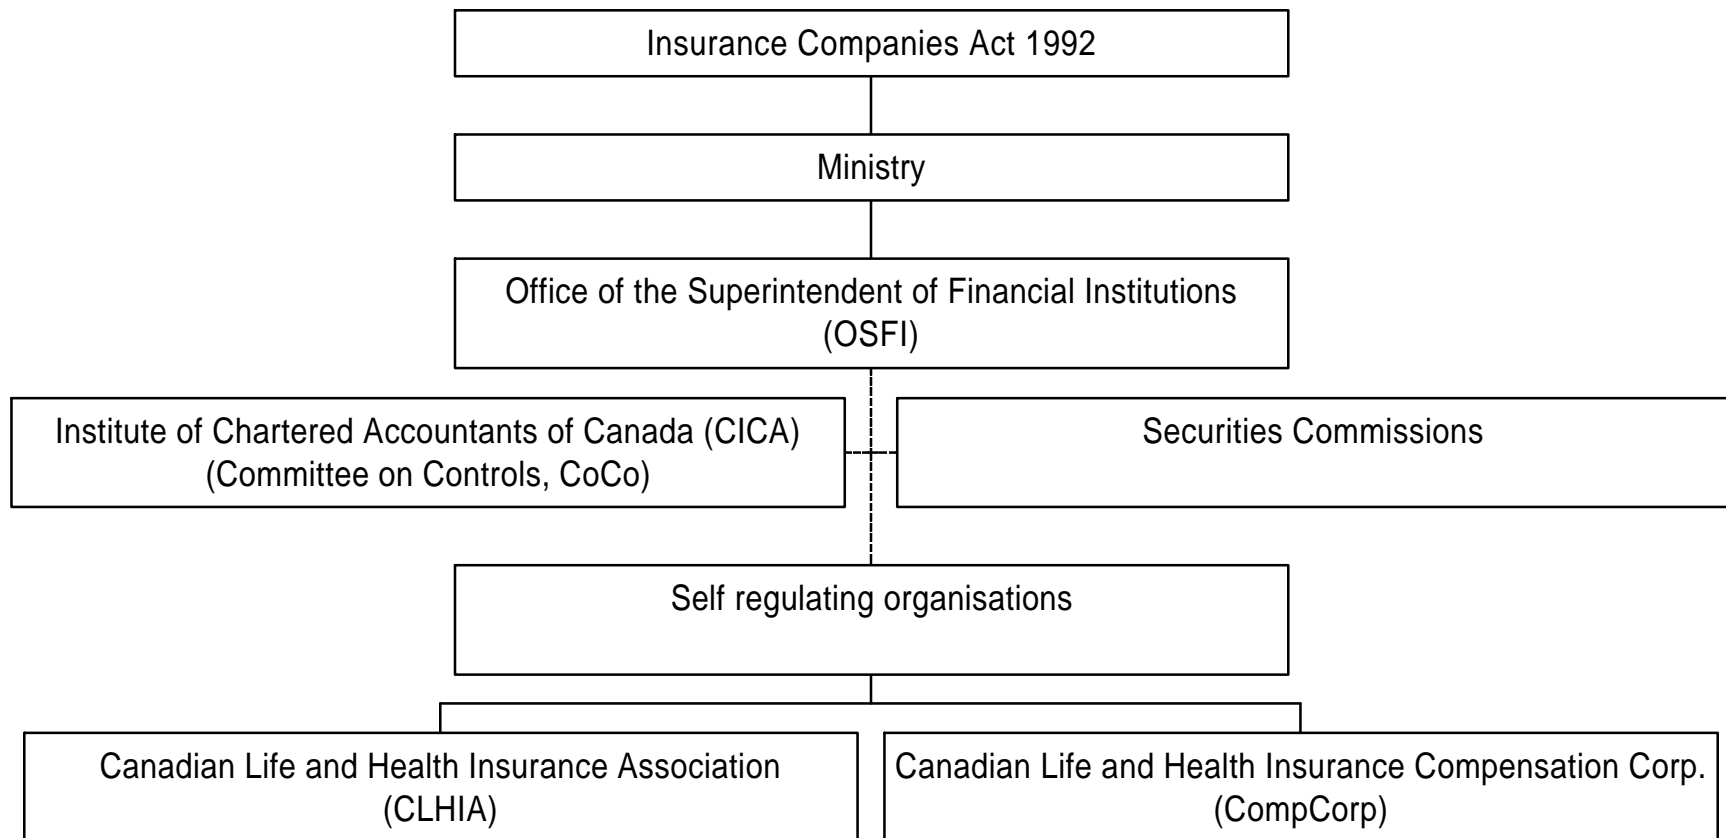 Insurance Companies Act 1992
Ministry
Office of the Superintendent of Financial Institutions
(OSFI)
Institute of Chartered Accountants of Canada (CICA)
(Committee on Controls, CoCo)
Securities Commissions
Self regulating organisations
Canadian Life and Health Insurance Association
(CLHIA)
Canadian Life and Health Insurance Compensation Corp.
(CompCorp)